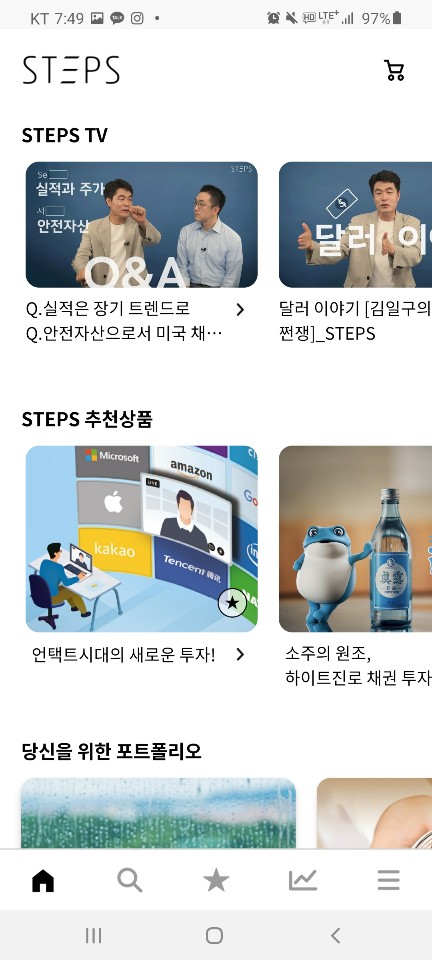 KT 7:49
HD LTE+ 97%
STEPS
STEPS TV
STEPS
실적과 주가
안전자산
Q&A
달러 이
Q.실적은 장기 트렌드로
Q.안전자산으로서 미국 채…
달러 이야기 [김일구의
쩐쟁]_STEPS
STEPS 추천상품
Microsoft
amazon
LIVE
kakao
Tencent 腾讯
眞露
언택트시대의 새로운 투자!
소주의 원조,
하이트진로 채권 투자
당신을 위한 포트폴리오